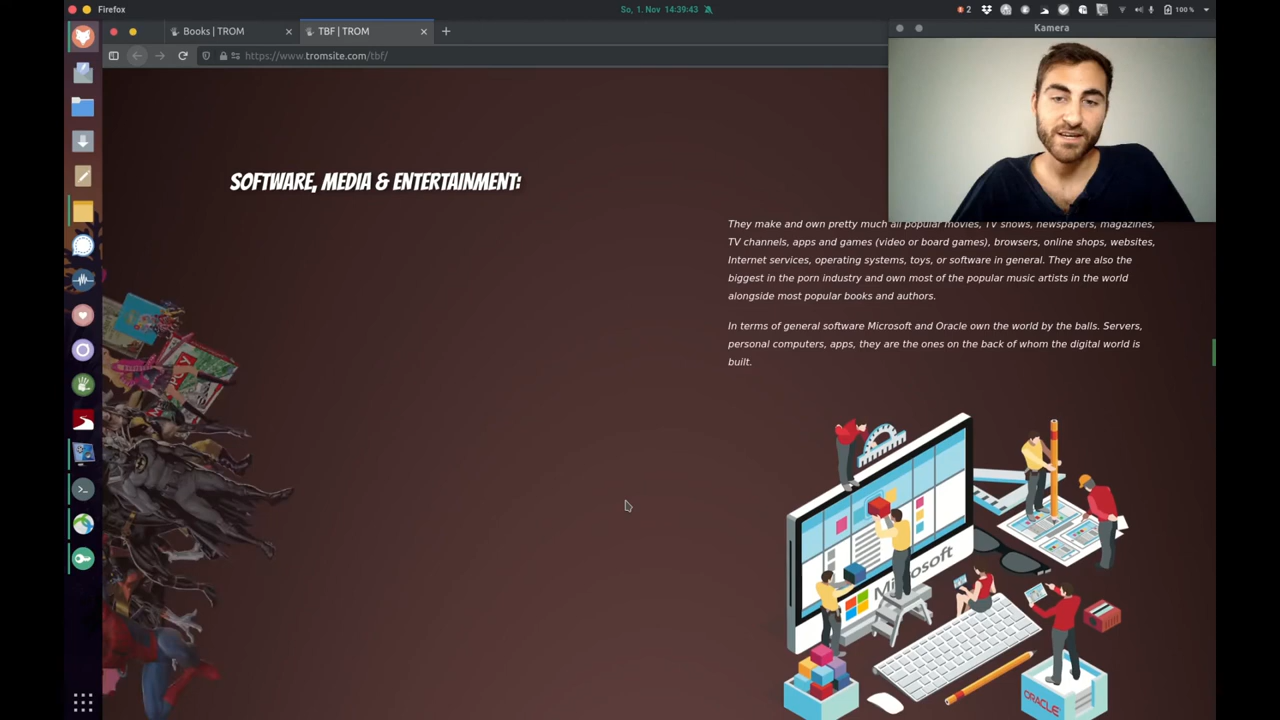 Firefox
So, 1. Nov 14:39:43
2
100 %
Kamera
Books | TROM
TBF | TROM
https://www.tromsite.com/tbf/
SOFTWARE, MEDIA & ENTERTAINMENT:
They make and own pretty much all popular movies, TV shows, newspapers, magazines,
TV channels, apps and games (video or board games), browsers, online shops, websites,
Internet services, operating systems, toys, or software in general. They are also the
biggest in the porn industry and own most of the popular music artists in the world
alongside most popular books and authors.
In terms of general software Microsoft and Oracle own the world by the balls. Servers,
personal computers, apps, they are the ones on the back of whom the digital world is
built.
Microsoft
ORACLE